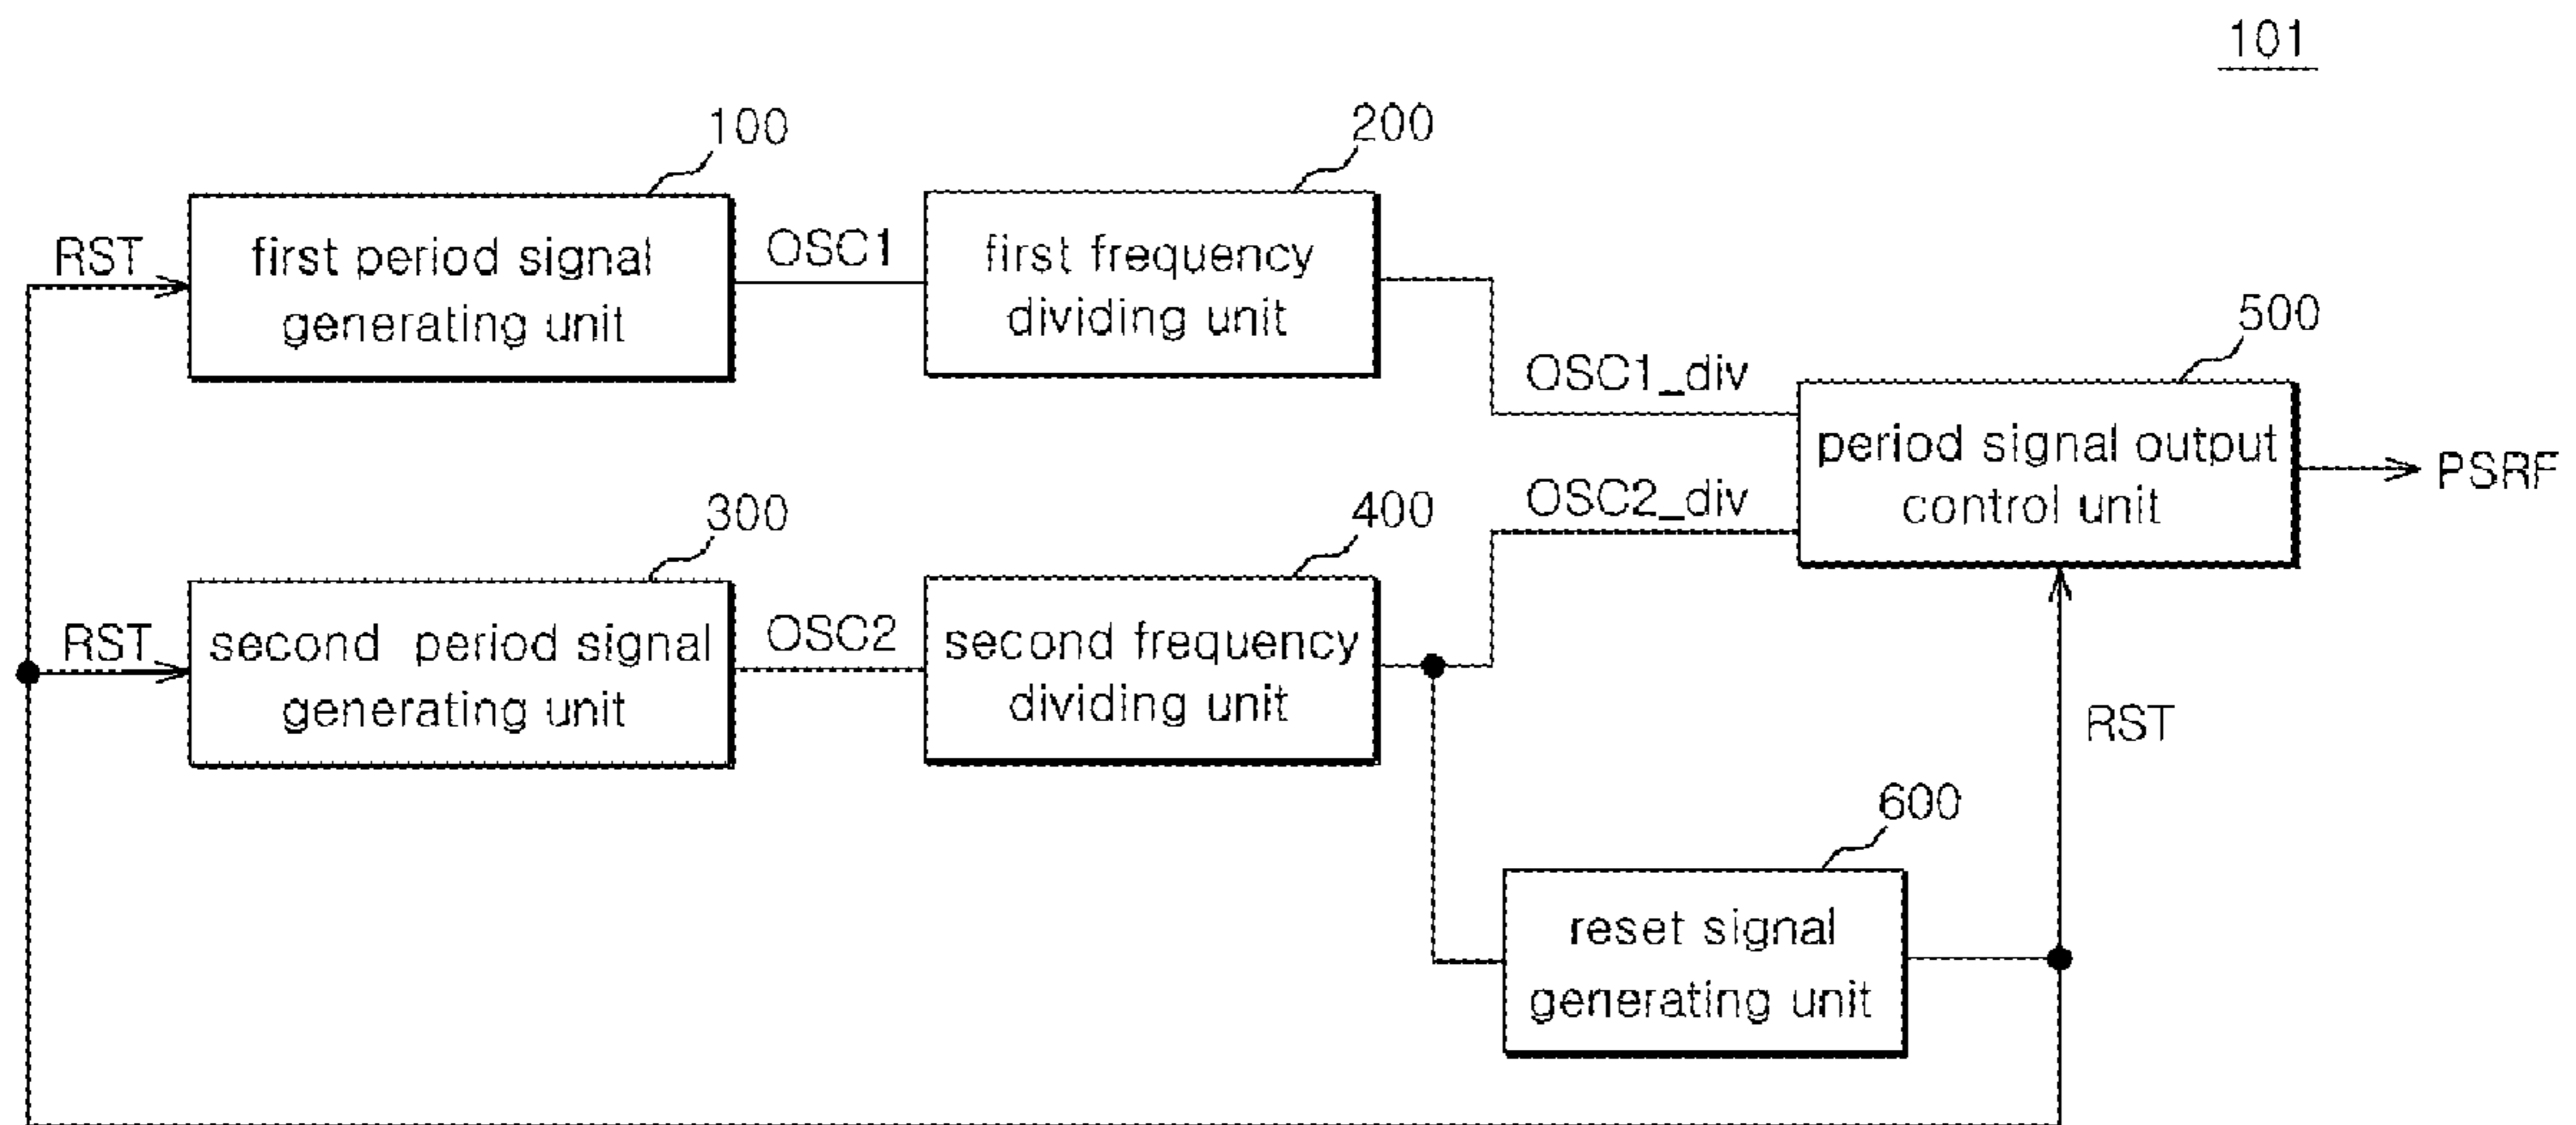 101
100
200
RST
first period signal
generating unit
OSC1
first frequency
dividing unit
500
OSC1_div
period signal output
control unit
PSRF
300
400
OSC2_div
RST
second period signal
generating unit
OSC2
second frequency
dividing unit
RST
600
reset signal
generating unit